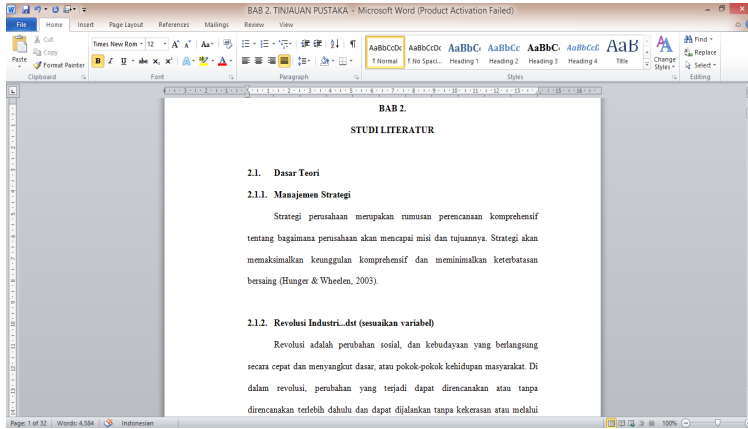 BAB 2. TINJAUAN PUSTAKA - Microsoft Word (Product Activation Failed)
File Home Insert Page Layout References Mailings Review View
Paste
Cut
Copy
Format Painter
Clipboard
Times New Rom 12
Font
Paragraph
AaBbCcDc AaBbCcDc AaBbC AaBbCc AaBbC AaBbCcD AaB
¶ Normal ¶ No Spaci... Heading 1 Heading 2 Heading 3 Heading 4 Title
Change Styles
Styles
Find
Replace
Select
Editing
BAB 2.
STUDI LITERATUR
2.1. Dasar Teori
2.1.1. Manajemen Strategi
Strategi perusahaan merupakan rumusan perencanaan komprehensif
tentang bagaimana perusahaan akan mencapai misi dan tujuannya. Strategi akan
memaksimalkan keunggulan komprehensif dan meminimalkan keterbatasan
bersaing (Hunger & Wheelen, 2003).
2.1.2. Revolusi Industri...dst (sesuaikan variabel)
Revolusi adalah perubahan sosial, dan kebudayaan yang berlangsung
secara cepat dan menyangkut dasar, atau pokok-pokok kehidupan masyarakat. Di
dalam revolusi, perubahan yang terjadi dapat direncanakan atau tanpa
direncanakan terlebih dahulu dan dapat dijalankan tanpa kekerasan atau melalui
Page: 1 of 32 Words: 4.584 Indonesian 100%